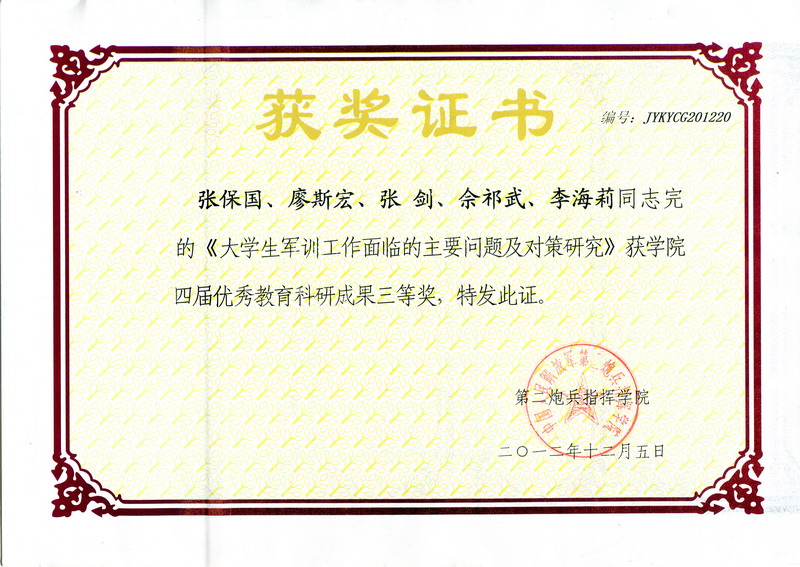 获奖证书
编号：JYKYCG201220
张保国、廖斯宏、张 剑、佘祁武、李海莉同志完
的《大学生军训工作面临的主要问题及对策研究》获学院
四届优秀教育科研成果三等奖，特发此证。
中国人民解放军第二炮兵指挥学院
第二炮兵指挥学院
二〇一二年十二月五日